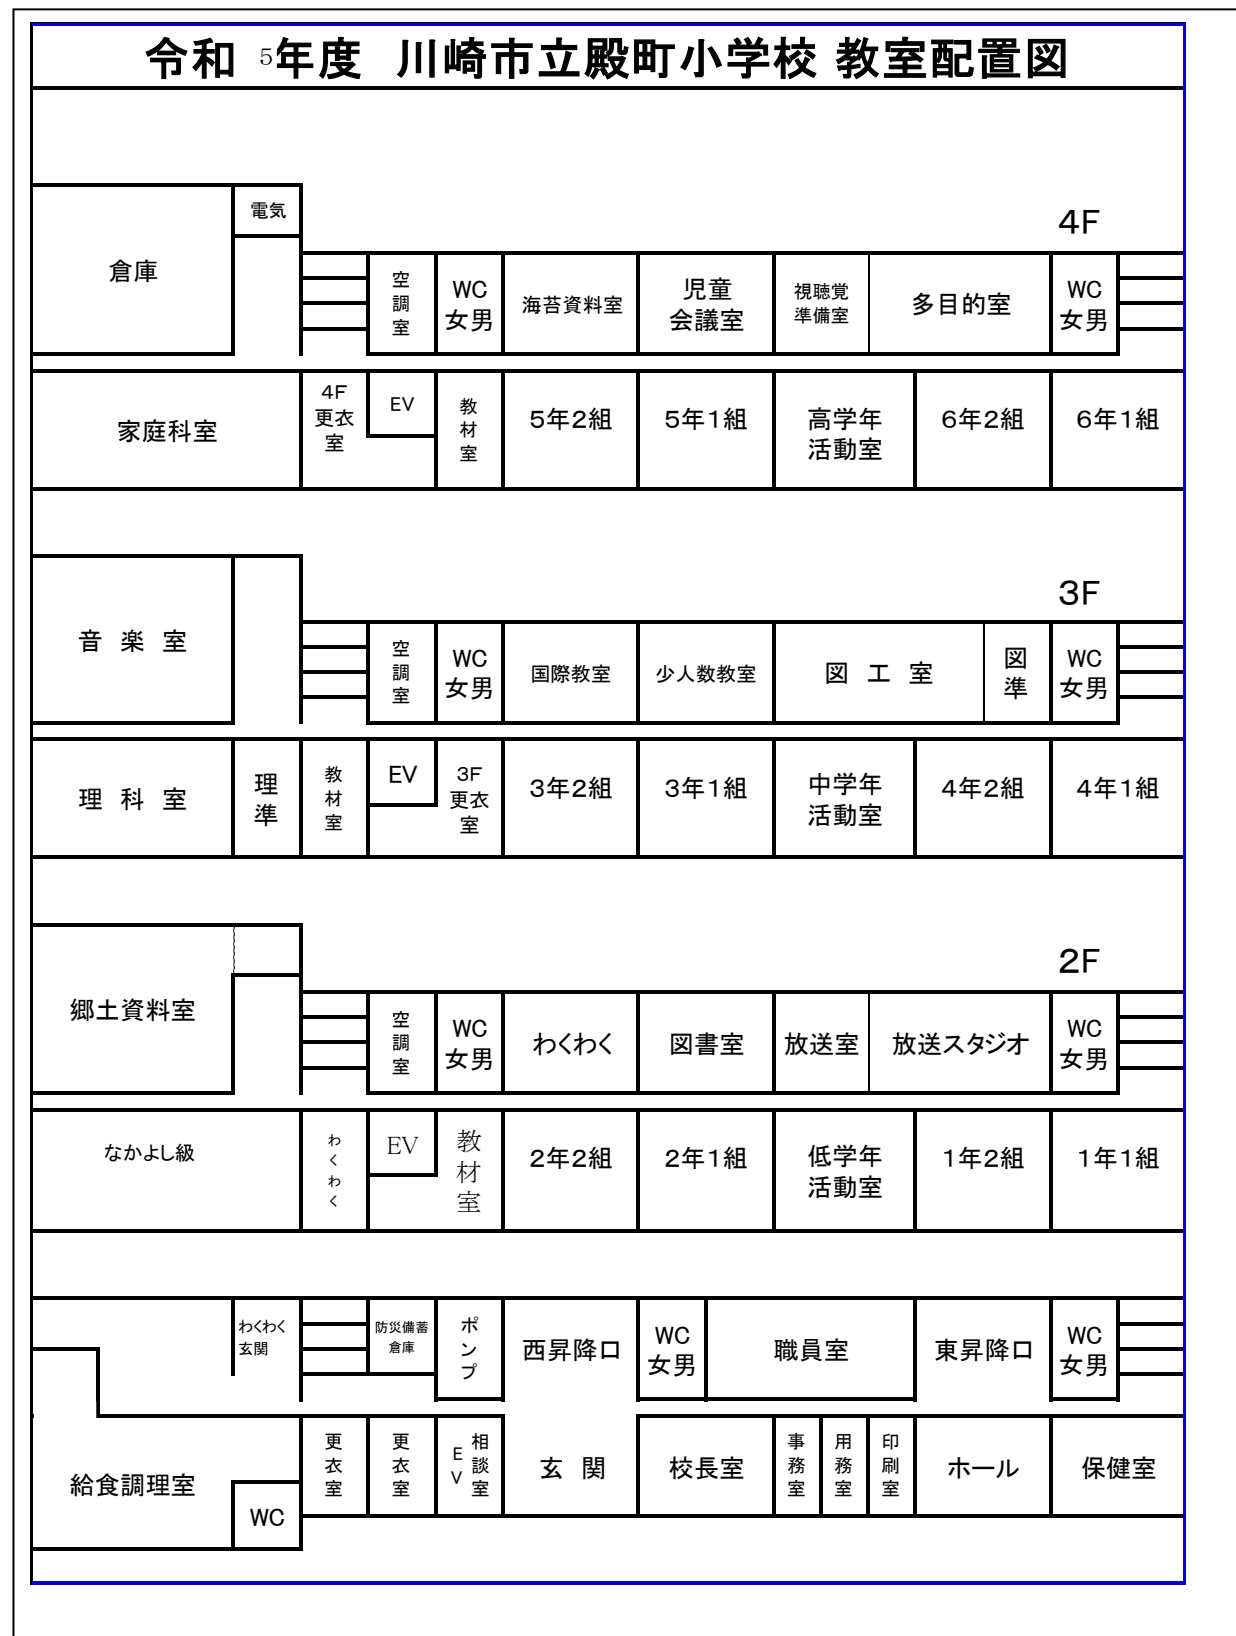 令和 5年度 川崎市立殿町小学校 教室配置図
4F
倉庫
電気
空調室
WC
女男
海苔資料室
児童
会議室
視聴覚
準備室
多目的室
WC
女男
家庭科室
4F
更衣
室
EV
教材室
5年2組
5年1組
高学年
活動室
6年2組
6年1組
3F
音 楽 室
空調室
WC
女男
国際教室
少人数教室
図 工 室
図準
WC
女男
理 科 室
理準
教材室
EV
3F
更衣
室
3年2組
3年1組
中学年
活動室
4年2組
4年1組
2F
郷土資料室
空調室
WC
女男
わくわく
図書室
放送室
放送スタジオ
WC
女男
なかよし級
わくわく
EV
教材室
2年2組
2年1組
低学年
活動室
1年2組
1年1組
わくわく
玄関
防災備蓄
倉庫
ポンプ
西昇降口
WC
女男
職員室
東昇降口
WC
女男
給食調理室
WC
更衣室
更衣室
EV
相談室
玄 関
校長室
事務室
用務室
印刷室
ホール
保健室